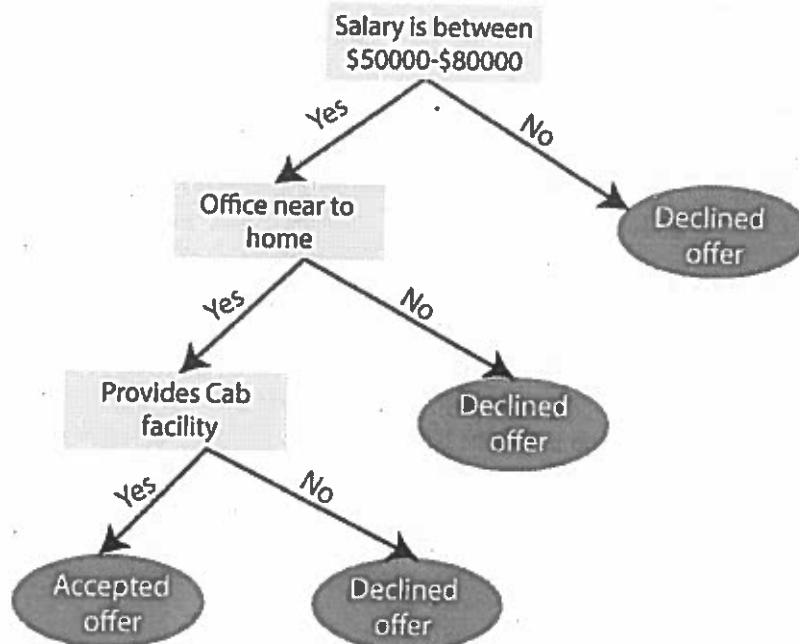 Salary is between
$50000-$80000
Yes
No
Office near to
home
Declined
offer
Yes
No
Provides Cab
facility
Declined
offer
Yes
No
Accepted
offer
Declined
offer